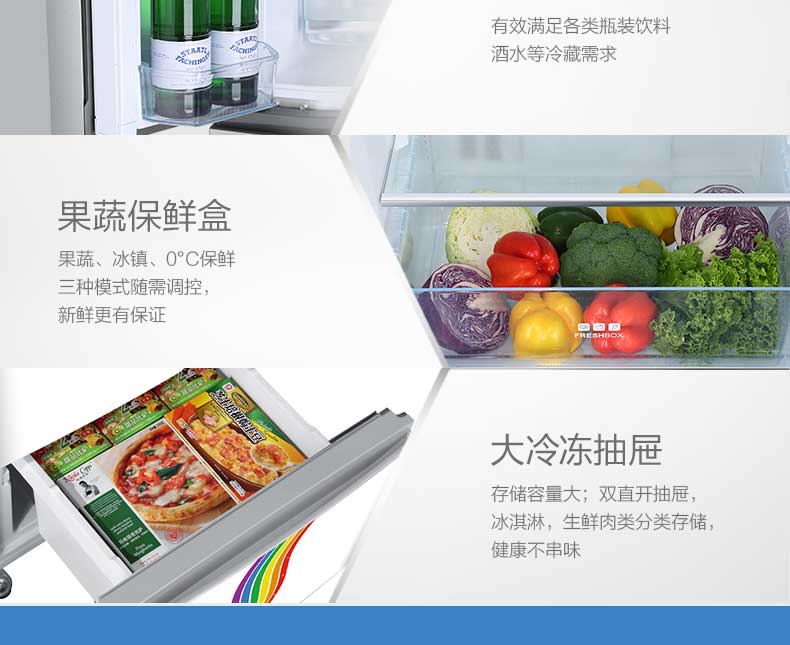 有效满足各类瓶装饮料
酒水等冷藏需求
STAATL.
FACHINGEN
STAATL.
FACHINGEN
果蔬保鲜盒
果蔬、冰镇、0°C保鲜
三种模式随需调控，
新鲜更有保证
FRESHBOX
大冷冻抽屉
存储容量大；双直开抽屉，
冰淇淋，生鲜肉类分类存储，
健康不串味